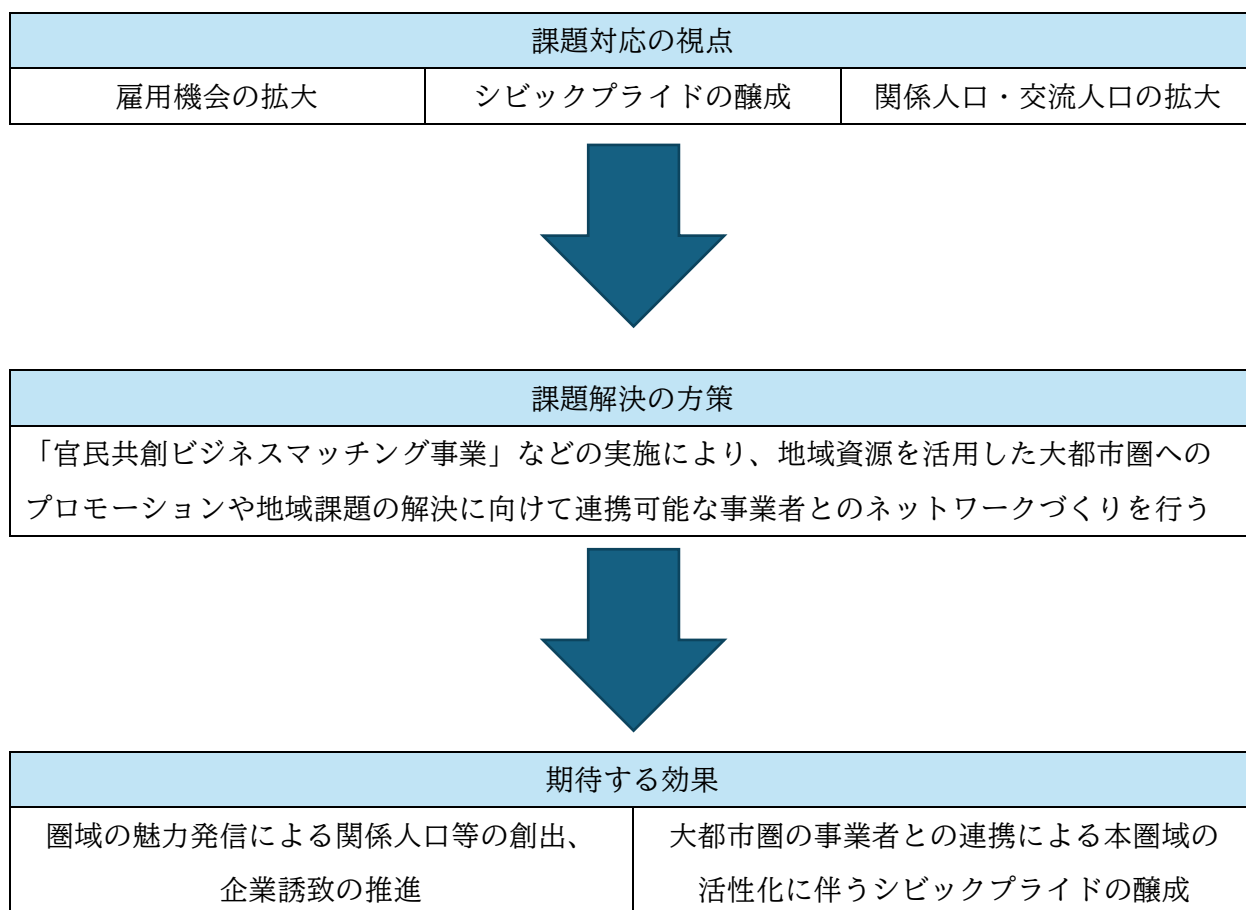 課題対応の視点
雇用機会の拡大
シビックプライドの醸成
関係人口・交流人口の拡大
課題解決の方策
「官民共創ビジネスマッチング事業」などの実施により、地域資源を活用した大都市圏への
プロモーションや地域課題の解決に向けて連携可能な事業者とのネットワークづくりを行う
期待する効果
圏域の魅力発信による関係人口等の創出、
企業誘致の推進
大都市圏の事業者との連携による本圏域の
活性化に伴うシビックプライドの醸成